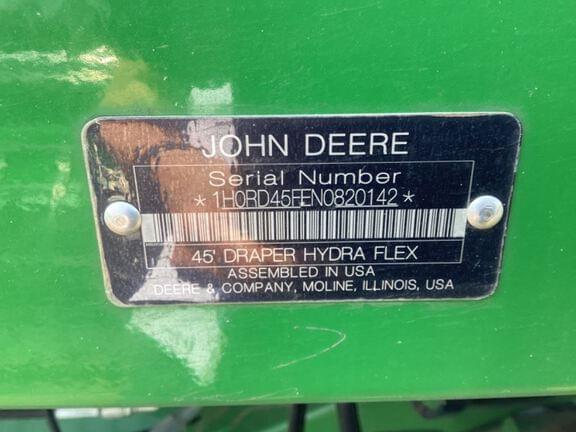 JOHN DEERE
Serial Number
*1H0RD45FEN0820142*
45' DRAPER HYDRA FLEX
ASSEMBLED IN USA
DEERE & COMPANY, MOLINE, ILLINOIS, USA